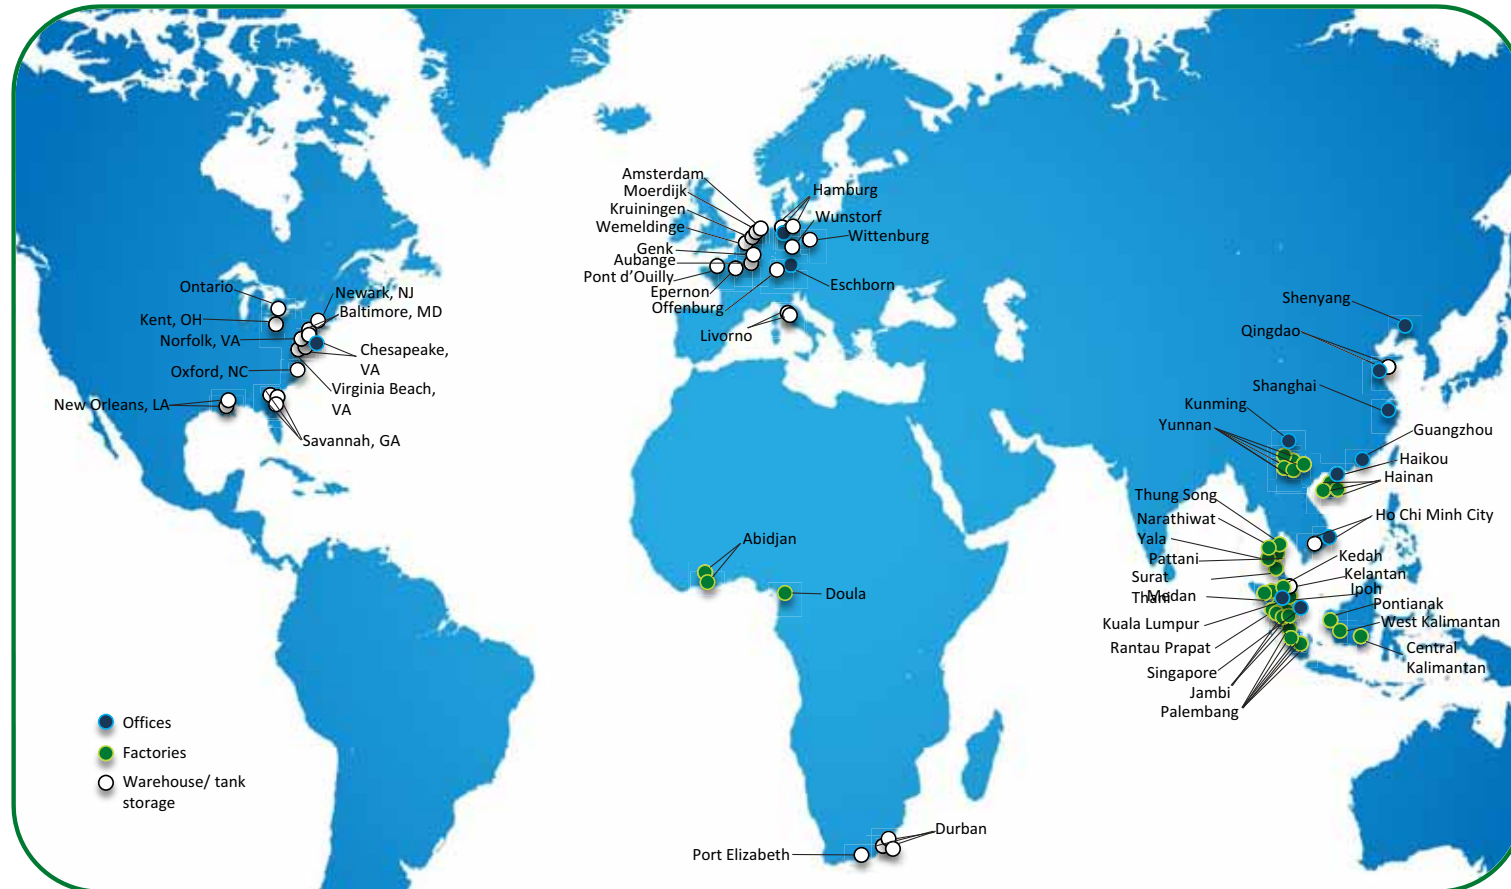 Amsterdam
Moerdijk
Kruiningen
Wemeldinge
Genk
Aubange
Pont d’Ouilly
Epernon
Offenburg
Livorno
Hamburg
Wunstorf
Wittenburg
Eschborn
Ontario
Kent, OH
Norfolk, VA
Oxford, NC
New Orleans, LA
Newark, NJ
Baltimore, MD
Chesapeake,
VA
Virginia Beach,
VA
Savannah, GA
Abidjan
Doula
Durban
Port Elizabeth
Shenyang
Qingdao
Shanghai
Kunming
Yunnan
Guangzhou
Haikou
Hainan
Ho Chi Minh City
Thung Song
Narathiwat
Yala
Pattani
Surat
Thani
Medan
Kuala Lumpur
Rantau Prapat
Singapore
Jambi
Palembang
Kedah
Kelantan
Ipoh
Pontianak
West Kalimantan
Central
Kalimantan
Offices
Factories
Warehouse/ tank
storage